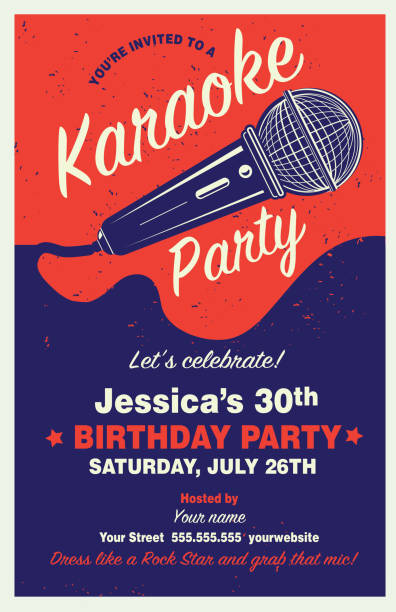 YOU'RE INVITED TO A
Karaoke
Party
Let's celebrate!
Jessica's 30th
BIRTHDAY PARTY
SATURDAY, JULY 26TH
Hosted by
Your name
Your Street 555.555.555 yourwebsite
Dress like a Rock Star and grab that mic!